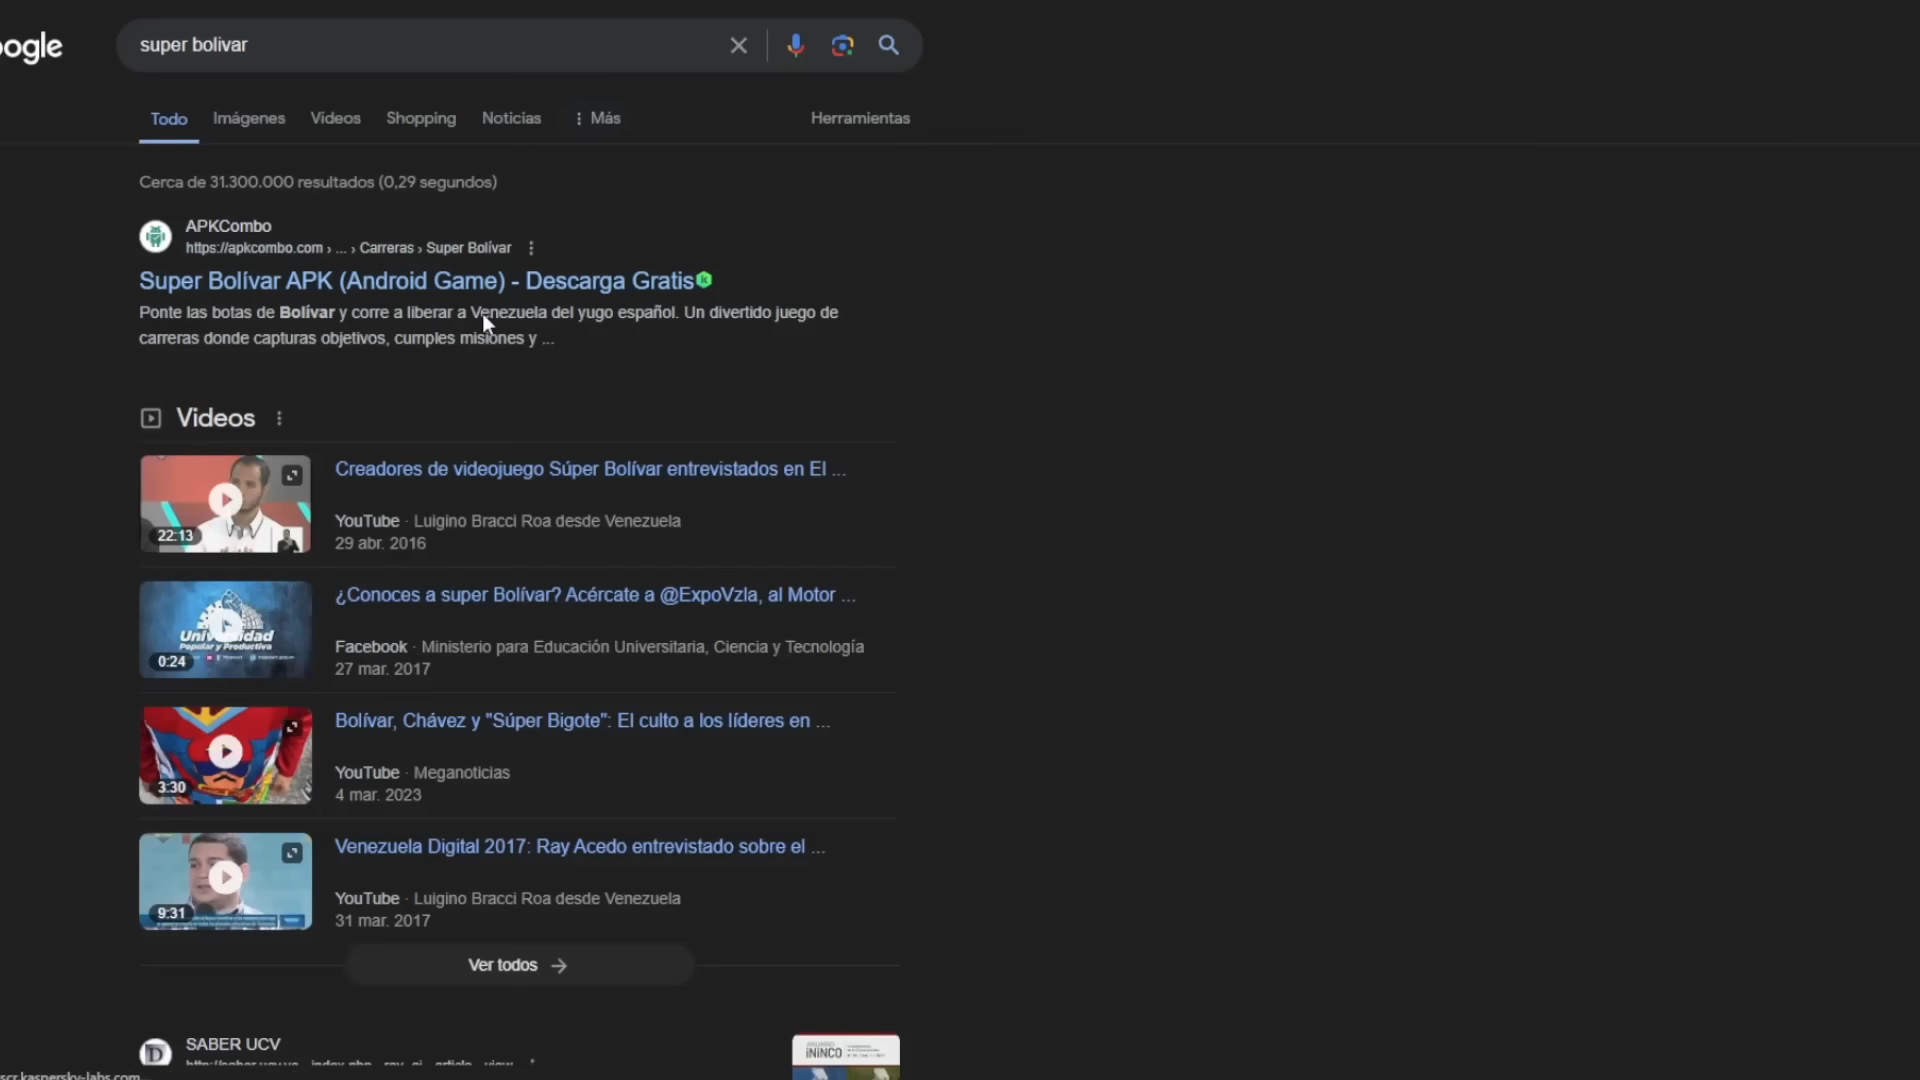 oogle
super bolivar
Todo Imágenes Videos Shopping Noticias Más Herramientas
Cerca de 31.300.000 resultados (0,29 segundos)
APKCombo
https://apkcombo.com › ... › Carreras › Super Bolívar
Super Bolívar APK (Android Game) - Descarga Gratis
Ponte las botas de Bolívar y corre a liberar a Venezuela del yugo español. Un divertido juego de
carreras donde capturas objetivos, cumples misiones y ...
Videos
Creadores de videojuego Súper Bolívar entrevistados en El ...
YouTube · Luigino Bracci Roa desde Venezuela
29 abr. 2016
22:13
¿Conoces a super Bolívar? Acércate a @ExpoVzla, al Motor ...
Universidad
Popular y Productiva
Facebook · Ministerio para Educación Universitaria, Ciencia y Tecnología
27 mar. 2017
0:24
Bolívar, Chávez y "Súper Bigote": El culto a los líderes en ...
YouTube · Meganoticias
4 mar. 2023
3:30
Venezuela Digital 2017: Ray Acedo entrevistado sobre el ...
YouTube · Luigino Bracci Roa desde Venezuela
31 mar. 2017
9:31
Ver todos
SABER UCV
ININCO
scr.kaspersky-labs.com